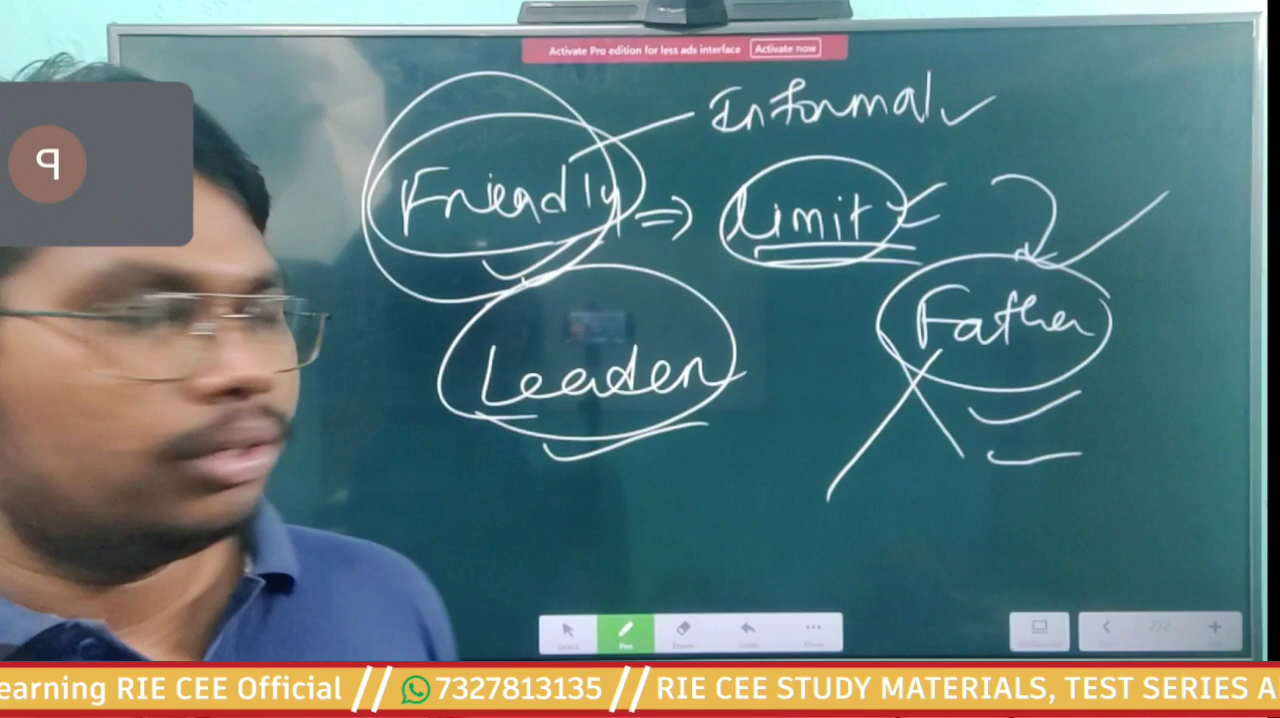 Activate Pro edition for less ads interface Activate now
Informal
Friendly ⇒ Limit
Father
Leader
q
Select Pen Eraser Undo More
earning RIE CEE Official // 7327813135 // RIE CEE STUDY MATERIALS, TEST SERIES A